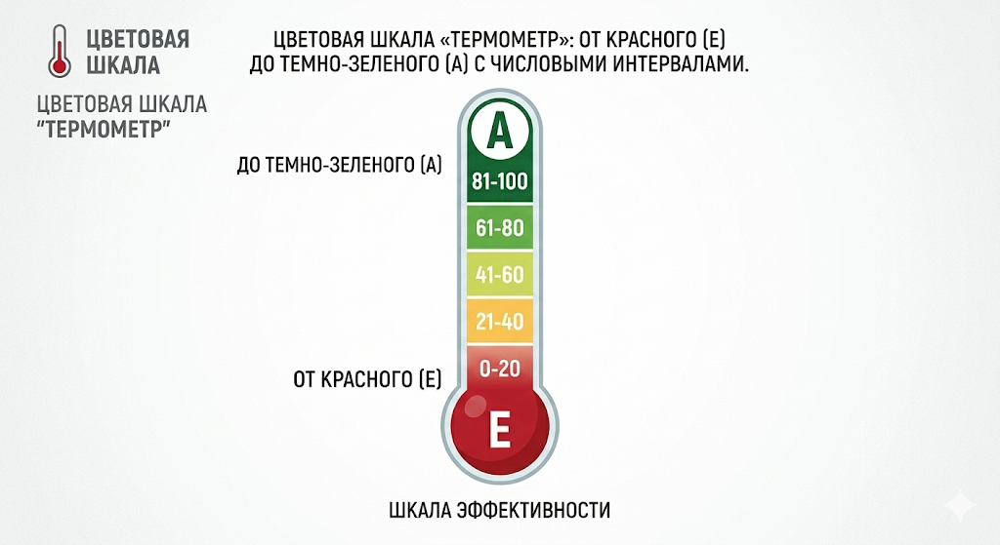 ЦВЕТОВАЯ
ШКАЛА
ЦВЕТОВАЯ ШКАЛА
"ТЕРМОМЕТР"
ЦВЕТОВАЯ ШКАЛА «ТЕРМОМЕТР»: ОТ КРАСНОГО (Е)
ДО ТЕМНО-ЗЕЛЕНОГО (А) С ЧИСЛОВЫМИ ИНТЕРВАЛАМИ.
А
ДО ТЕМНО-ЗЕЛЕНОГО (А)
81-100
61-80
41-60
21-40
0-20
ОТ КРАСНОГО (Е)
Е
ШКАЛА ЭФФЕКТИВНОСТИ